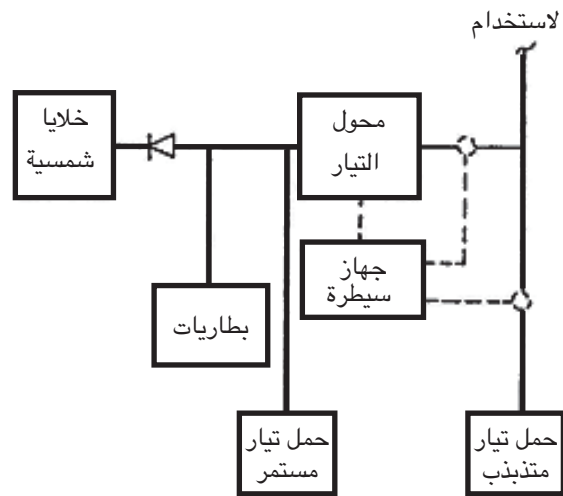 لاستخدام
محول
التيار
خلايا
شمسية
جهاز
سيطرة
بطاريات
حمل تيار
متذبذب
حمل تيار
مستمر